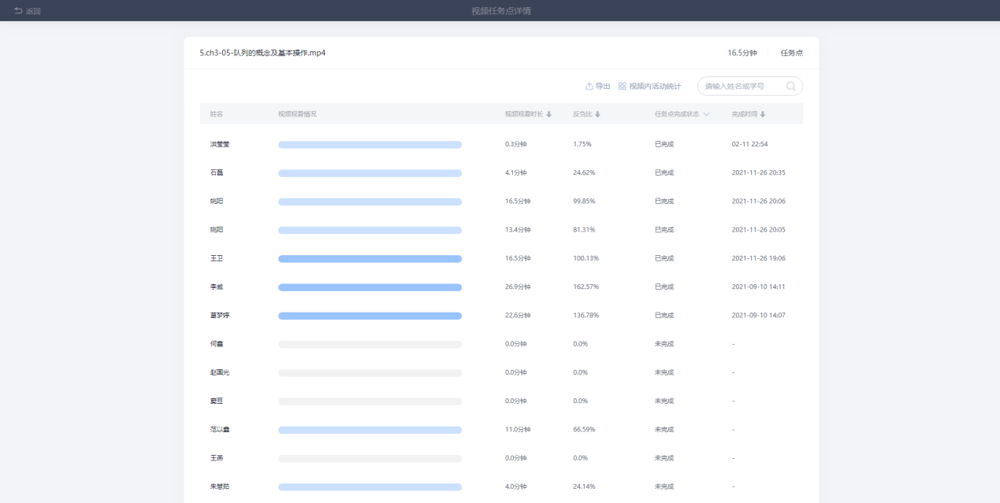 返回
视频任务点详情
5.ch3-05-队列的概念及基本操作.mp4 16.5分钟 任务点
导出 视频内活动统计 请输入姓名或学号
姓名 视频观看情况 视频观看时长 反刍比 任务点完成状态 完成时间
洪莹莹 0.3分钟 1.75% 已完成 02-11 22:54
石磊 4.1分钟 24.62% 已完成 2021-11-26 20:35
姚阳 16.5分钟 99.85% 已完成 2021-11-26 20:06
姚阳 13.4分钟 81.31% 已完成 2021-11-26 20:05
王卫 16.5分钟 100.13% 已完成 2021-11-26 19:06
李威 26.9分钟 162.57% 已完成 2021-09-10 14:11
梦婷 22.6分钟 136.78% 已完成 2021-09-10 14:07
何鑫 0.0分钟 0.0% 未完成 -
赵国光 0.0分钟 0.0% 未完成 -
窦豆 0.0分钟 0.0% 未完成 -
范以鑫 11.0分钟 66.59% 未完成 -
王燕 0.0分钟 0.0% 未完成 -
朱慧茹 4.0分钟 24.14% 未完成 -